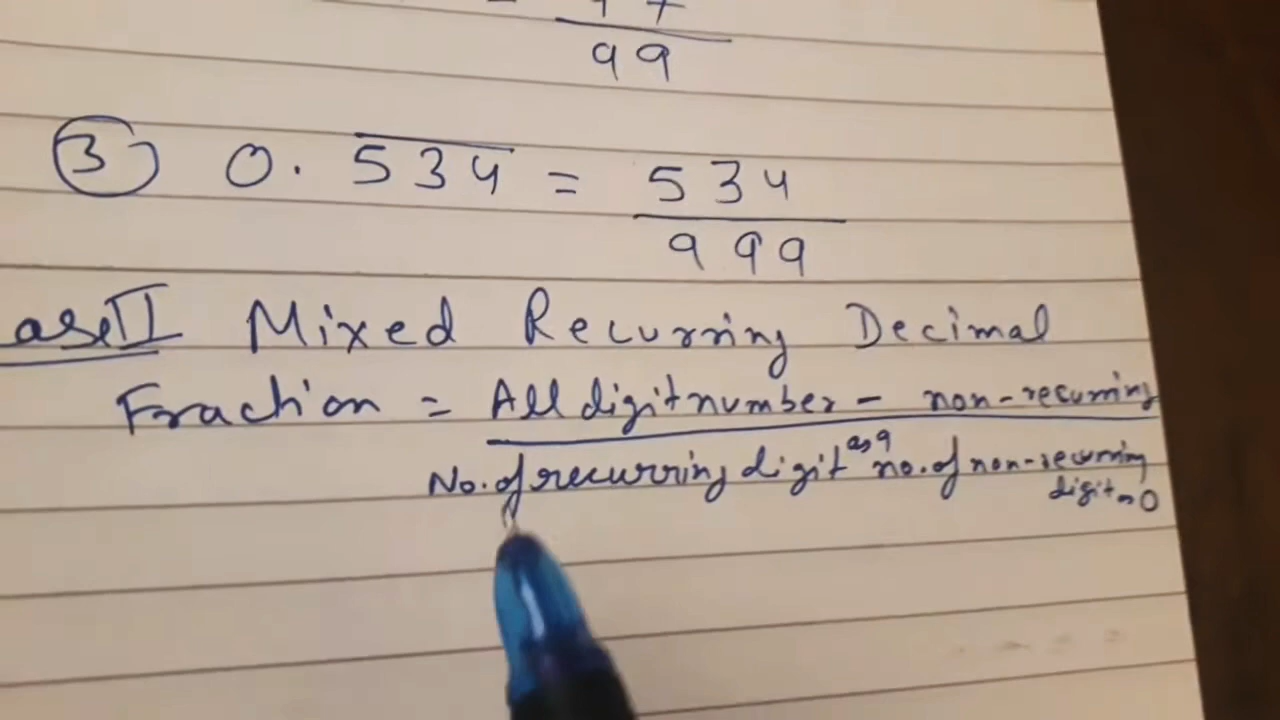 99
3 0.534 = 534
999
ase II Mixed Recurring Decimal
Fraction = All digit number - non-recurring
No. of recurring digit as 9 no. of non-recurring
digit = 0